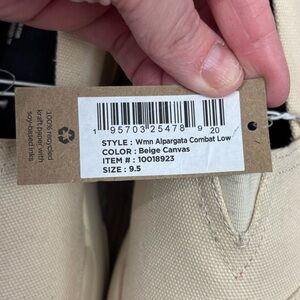 1 95703 25478 9 20
STYLE : Wmn Alpargata Combat Low
COLOR : Beige Canvas
ITEM # : 10018923
SIZE : 9.5
100% recycled
kraft paper with
soy-based inks